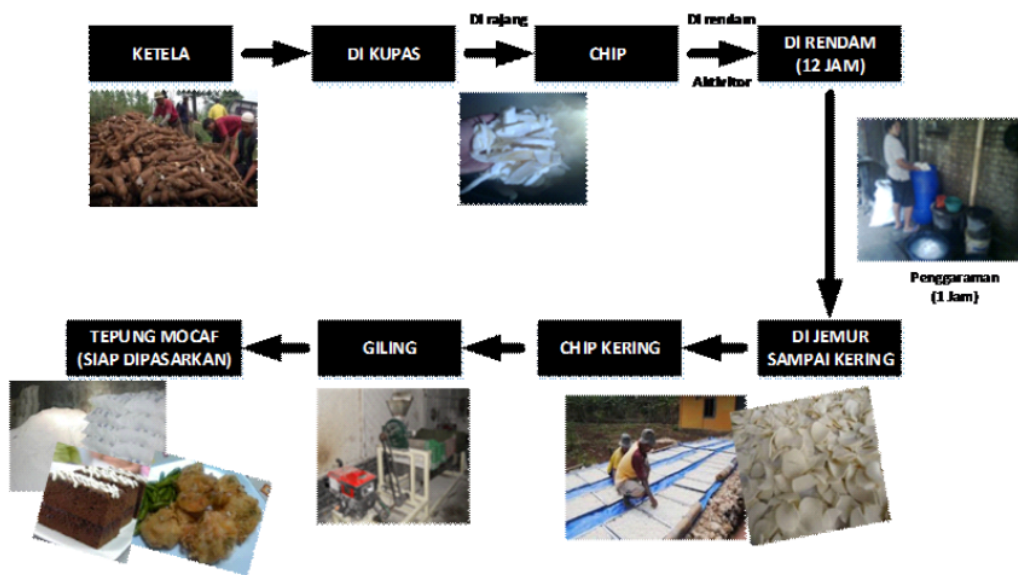 KETELA
DI KUPAS
Di rajang
CHIP
Di rendam
Aktivitor
DI RENDAM
(12 JAM)
Penggaraman
(1 Jam)
DI JEMUR
SAMPAI KERING
CHIP KERING
GILING
TEPUNG MOCAF
(SIAP DIPASARKAN)